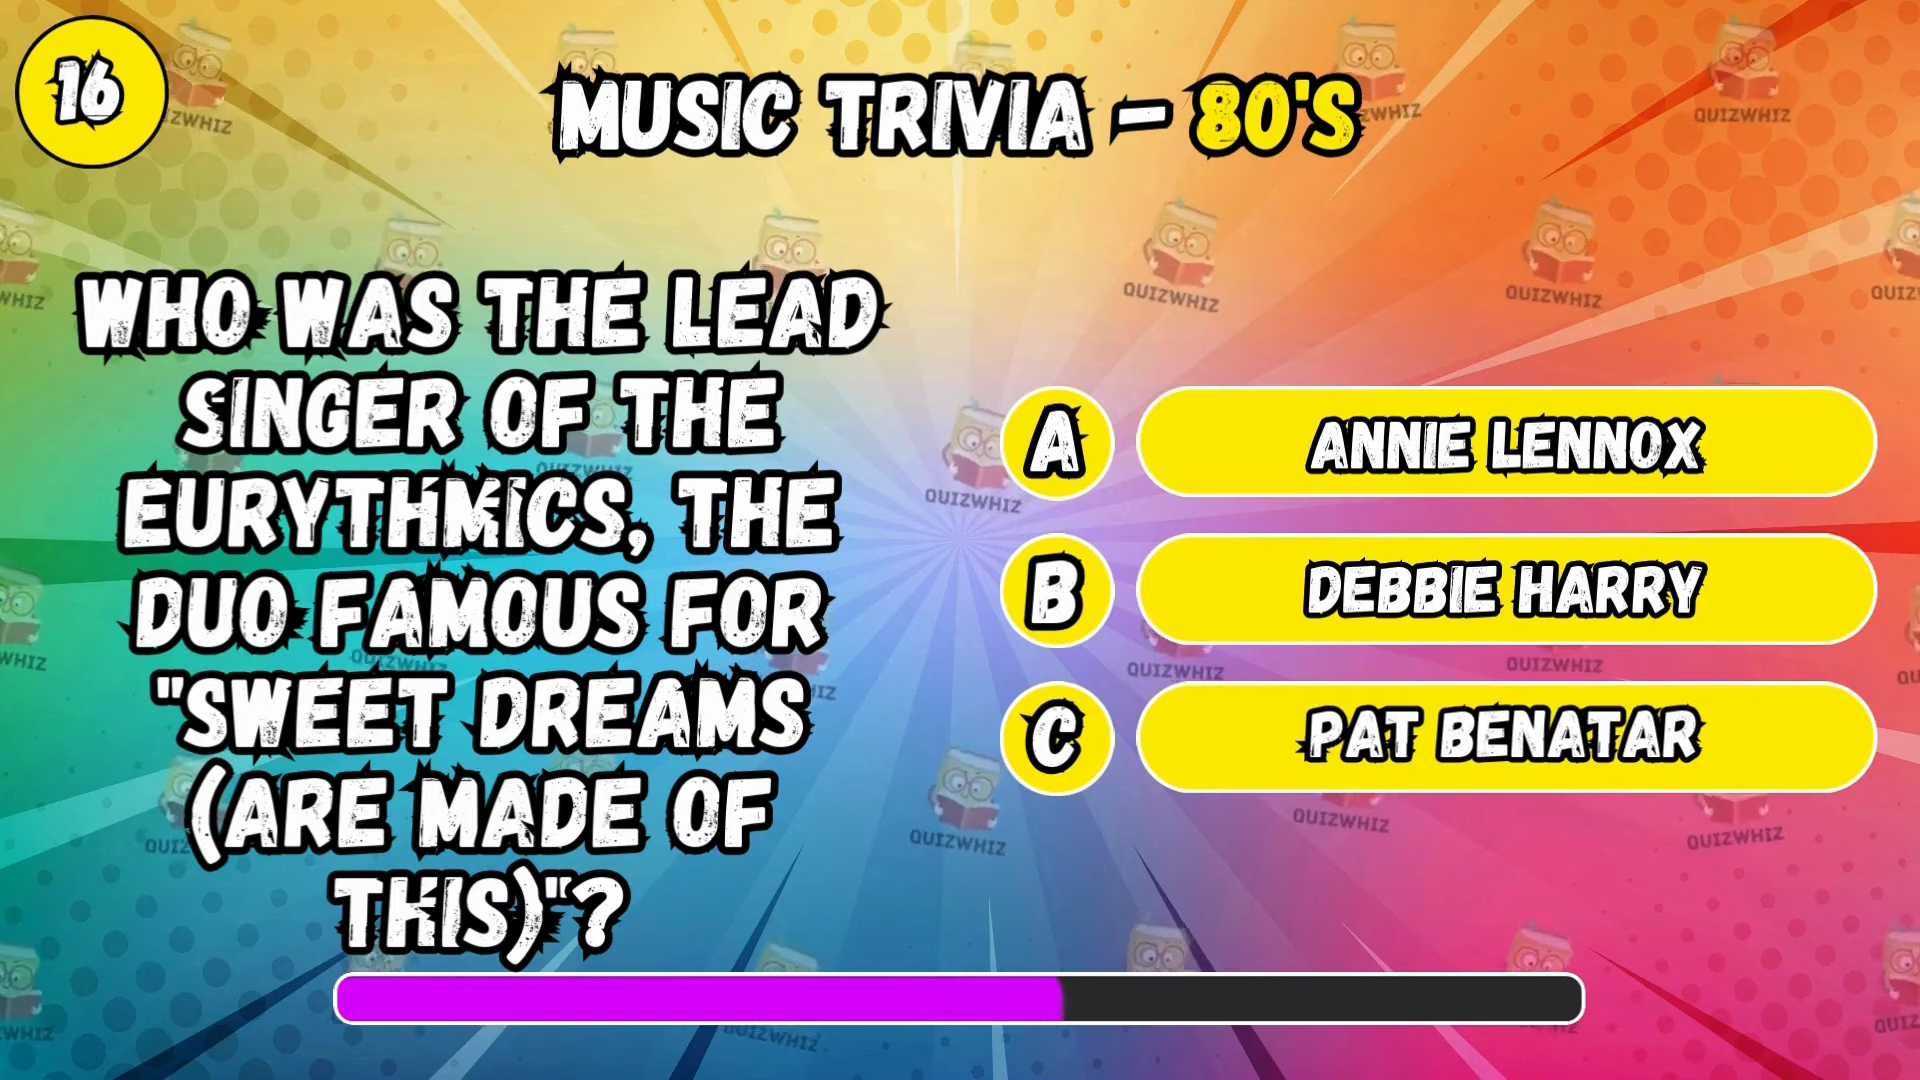 16
MUSIC TRIVIA - 80'S
WHO WAS THE LEAD
SINGER OF THE
EURYTHMICS, THE
DUO FAMOUS FOR
"SWEET DREAMS
(ARE MADE OF
THIS)"?
A ANNIE LENNOX
B DEBBIE HARRY
C PAT BENATAR
QUIZWHIZ